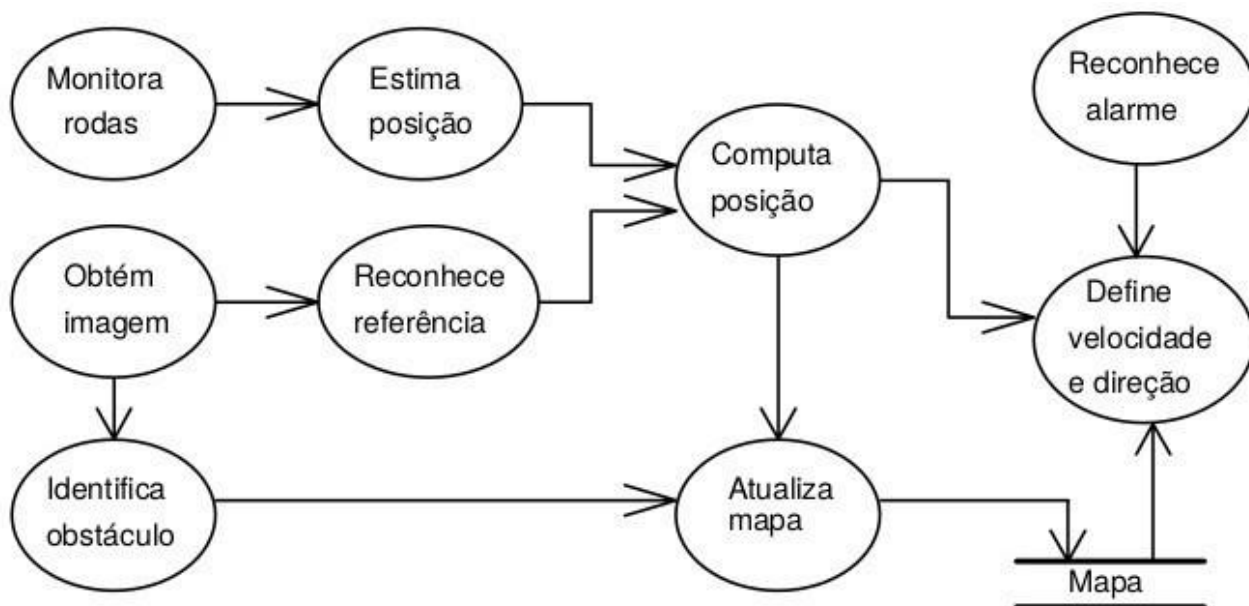 Monitora
rodas
Estima
posição
Computa
posição
Reconhece
alarme
Obtém
imagem
Reconhece
referência
Define
velocidade
e direção
Identifica
obstáculo
Atualiza
mapa
Mapa